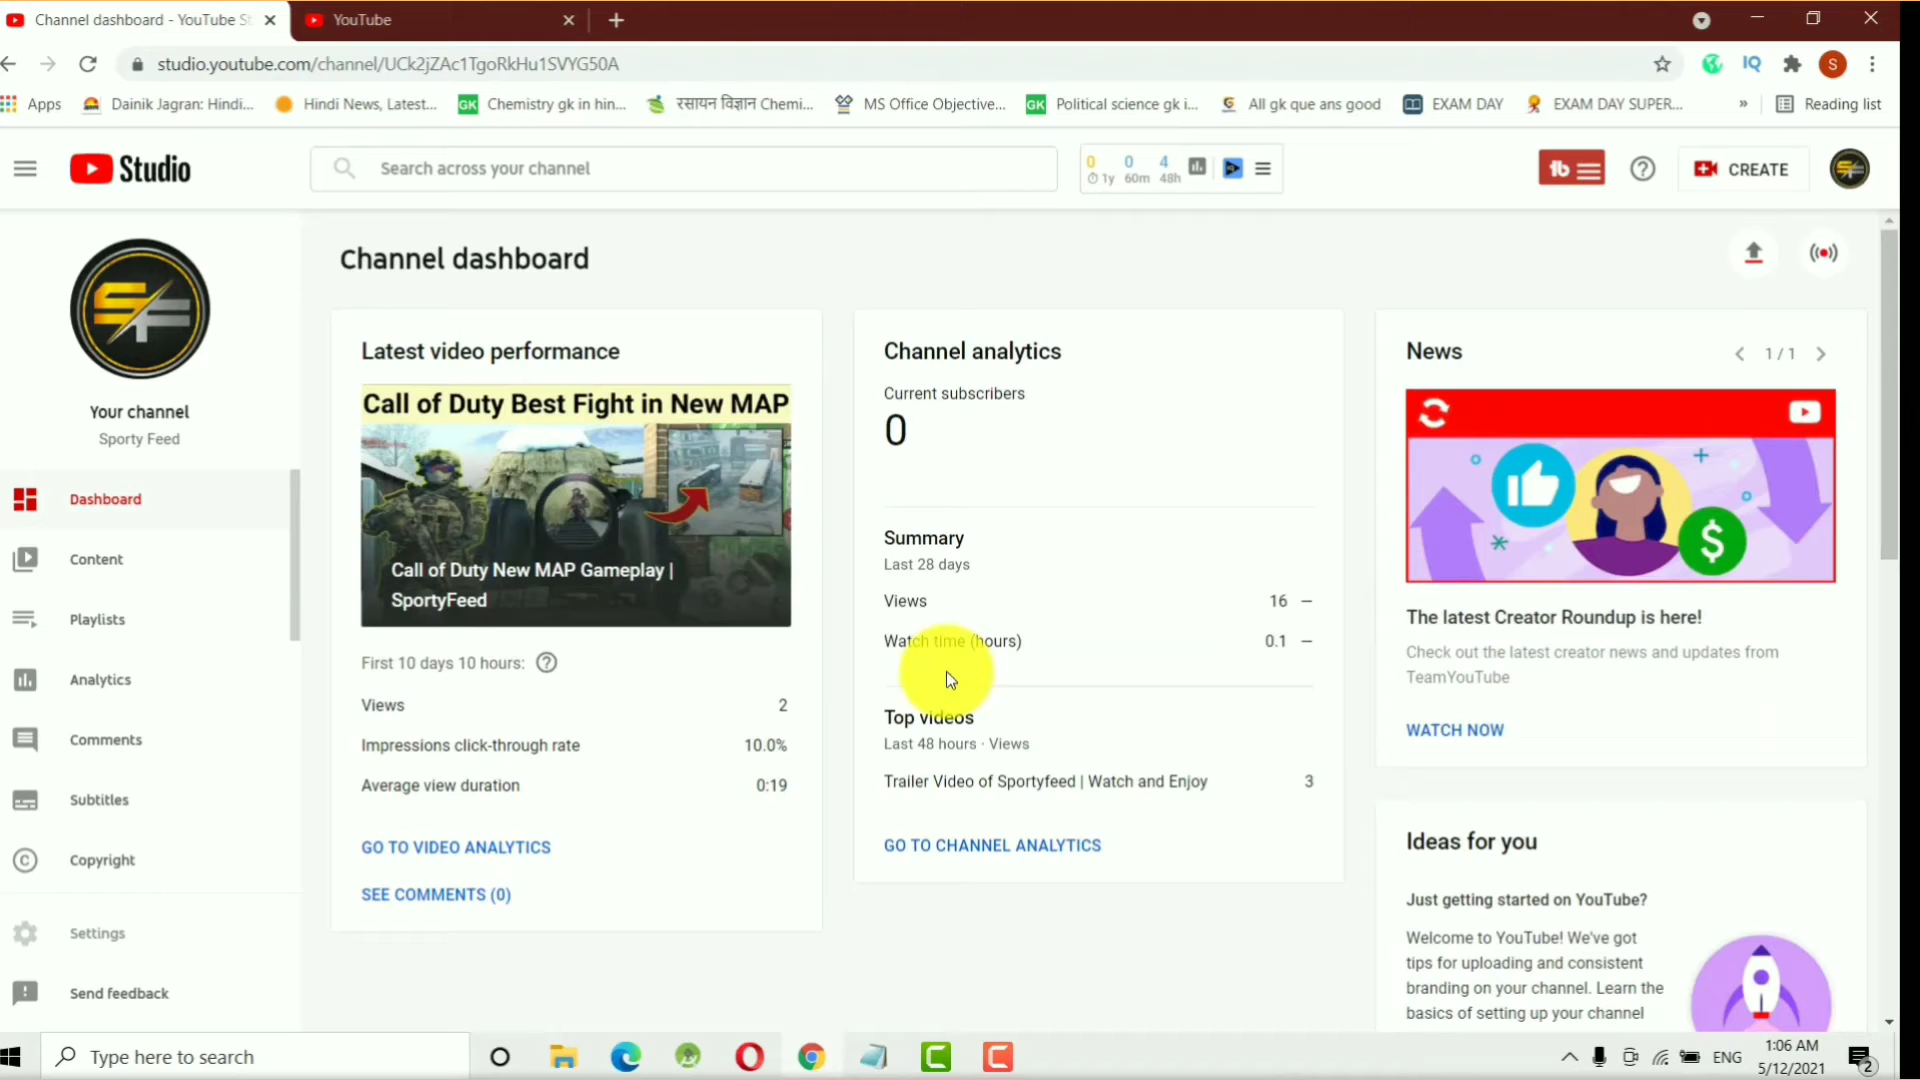 Channel dashboard - YouTube St
YouTube
studio.youtube.com/channel/UCk2jZAc1TgoRkHu1SVYG50A
IQ
S
Apps
Dainik Jagran: Hindi...
Hindi News, Latest...
GK Chemistry gk in hin...
रसायन विज्ञान Chemi...
MS Office Objective...
GK Political science gk i...
All gk que ans good
EXAM DAY
EXAM DAY SUPER...
»
Reading list
Studio
Search across your channel
0 0 4
1y 60m 48h
tb
CREATE
SF
Channel dashboard
Your channel
Sporty Feed
Dashboard
Content
Playlists
Analytics
Comments
Subtitles
Copyright
Settings
Send feedback
Latest video performance
Call of Duty Best Fight in New MAP
Call of Duty New MAP Gameplay |
SportyFeed
First 10 days 10 hours:
Views 2
Impressions click-through rate 10.0%
Average view duration 0:19
GO TO VIDEO ANALYTICS
SEE COMMENTS (0)
Channel analytics
Current subscribers
0
Summary
Last 28 days
Views 16 —
Watch time (hours) 0.1 —
Top videos
Last 48 hours · Views
Trailer Video of Sportyfeed | Watch and Enjoy 3
GO TO CHANNEL ANALYTICS
News
1 / 1
$
The latest Creator Roundup is here!
Check out the latest creator news and updates from
TeamYouTube
WATCH NOW
Ideas for you
Just getting started on YouTube?
Welcome to YouTube! We've got
tips for uploading and consistent
branding on your channel. Learn the
basics of setting up your channel
Type here to search
ENG
1:06 AM
5/12/2021
2